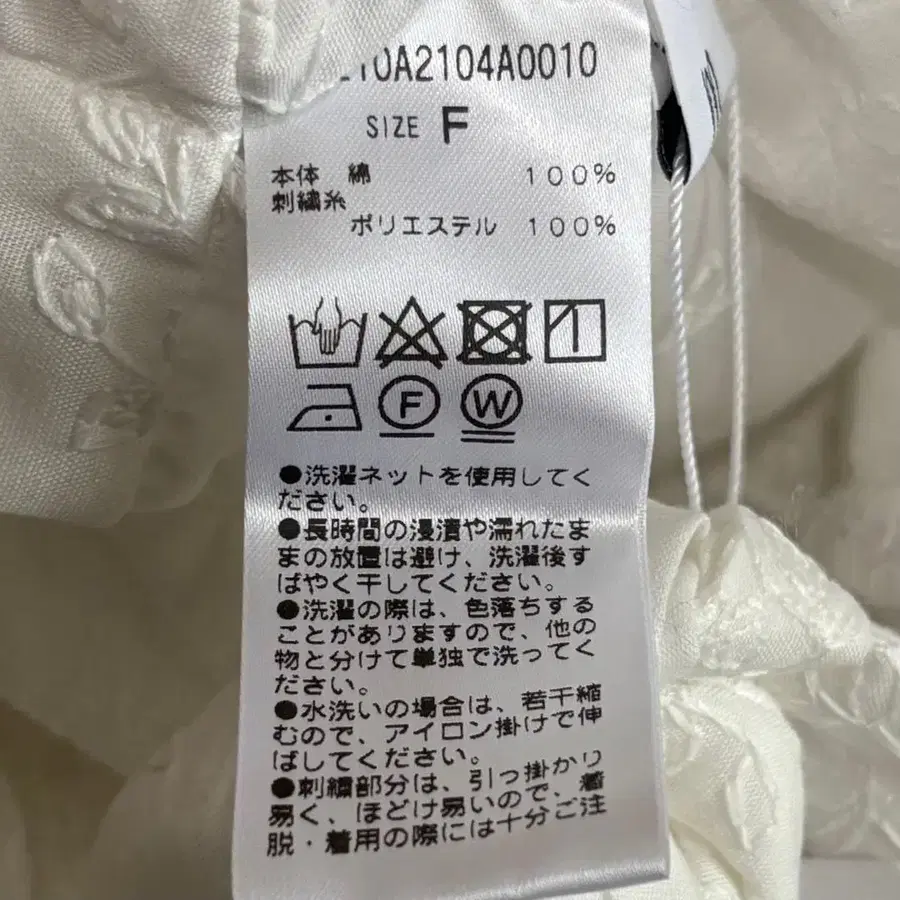 10A2104A0010
SIZE F
本体 綿 100%
刺繍糸
ポリエステル 100%
F W
●洗濯ネットを使用してく
ださい。
●長時間の浸漬や濡れたま
まの放置は避け、洗濯後す
ばやく干してください。
●洗濯の際は、色落ちする
ことがありますので、他の
物と分けて単独で洗ってく
ださい。
●水洗いの場合は、若干縮
むので、アイロン掛けで伸
ばしてください。
●刺繍部分は、引っ掛かり
易く、ほどけ易いので、着
脱・着用の際には十分ご注